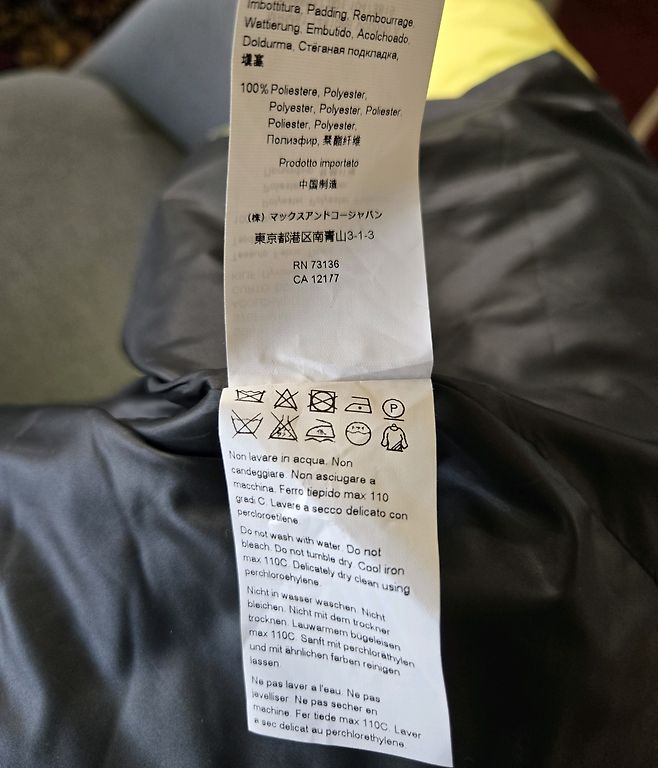 Imbottitura, Padding, Rembourrage,
Wattierung, Embutido, Acolchoado,
Doldurma, Стёганая подкладка,
填塞
100% Poliestere, Polyester,
Polyester, Polyester, Poliester,
Poliester, Polyester,
Полиэфир, 聚酯纤维
Prodotto importato
中国制造
(株) マックスアンドコージャパン
東京都港区南青山3-1-3
RN 73136
CA 12177
P
Non lavare in acqua. Non
candeggiare. Non asciugare a
macchina. Ferro tiepido max 110
gradi C. Lavare a secco delicato con
percloroetilene
Do not wash with water. Do not
bleach. Do not tumble dry. Cool iron
max 110C. Delicately dry clean using
perchloroehylene
Nicht in wasser waschen. Nicht
bleichen. Nicht mit dem trockner
trocknen. Lauwarmem bugeleisen
max 110C. Sanft mit perchlorathylen
und mit ähnlichen farben reinigen
lassen.
Ne pas laver a l'eau. Ne pas
javelliser. Ne pas secher en
machine. Fer tiede max 110C. Laver
a sec delicat au perchlorethylene.